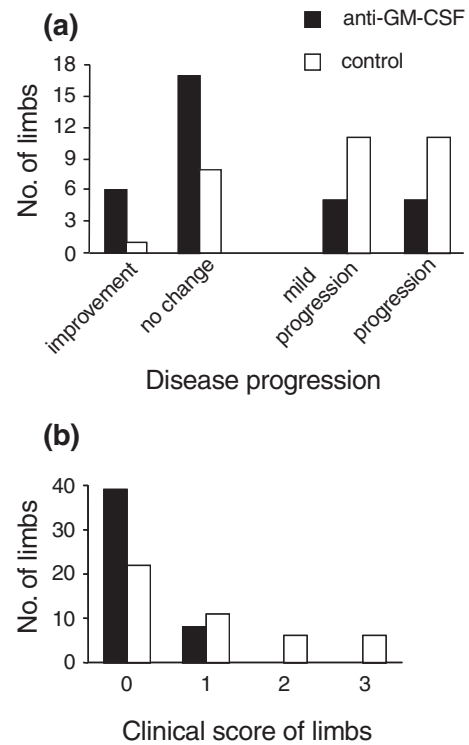 (a)
anti-GM-CSF
control
No. of limbs
18
15
12
9
6
3
0
improvement
no change
mild
progression
progression
Disease progression
(b)
No. of limbs
40
30
20
10
0
0 1 2 3
Clinical score of limbs